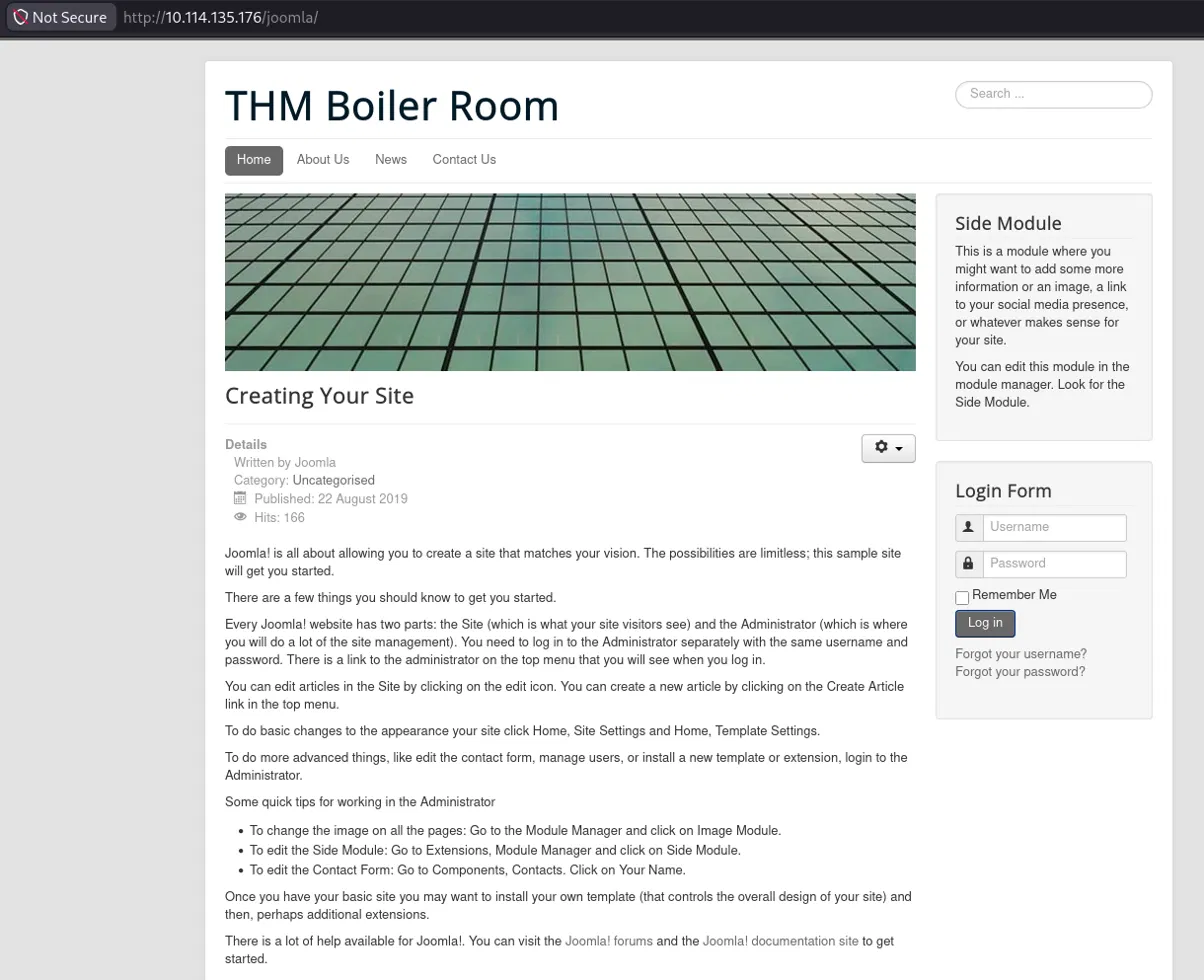 Not Secure http://10.114.135.176/joomla/
THM Boiler Room
Search ...
Home About Us News Contact Us
Creating Your Site
Details
Written by Joomla
Category: Uncategorised
Published: 22 August 2019
Hits: 166
Joomla! is all about allowing you to create a site that matches your vision. The possibilities are limitless; this sample site
will get you started.
There are a few things you should know to get you started.
Every Joomla! website has two parts: the Site (which is what your site visitors see) and the Administrator (which is where
you will do a lot of the site management). You need to log in to the Administrator separately with the same username and
password. There is a link to the administrator on the top menu that you will see when you log in.
You can edit articles in the Site by clicking on the edit icon. You can create a new article by clicking on the Create Article
link in the top menu.
To do basic changes to the appearance your site click Home, Site Settings and Home, Template Settings.
To do more advanced things, like edit the contact form, manage users, or install a new template or extension, login to the
Administrator.
Some quick tips for working in the Administrator
• To change the image on all the pages: Go to the Module Manager and click on Image Module.
• To edit the Side Module: Go to Extensions, Module Manager and click on Side Module.
• To edit the Contact Form: Go to Components, Contacts. Click on Your Name.
Once you have your basic site you may want to install your own template (that controls the overall design of your site) and
then, perhaps additional extensions.
There is a lot of help available for Joomla!. You can visit the Joomla! forums and the Joomla! documentation site to get
started.
Side Module
This is a module where you
might want to add some more
information or an image, a link
to your social media presence,
or whatever makes sense for
your site.
You can edit this module in the
module manager. Look for the
Side Module.
Login Form
Username
Password
Remember Me
Log in
Forgot your username?
Forgot your password?